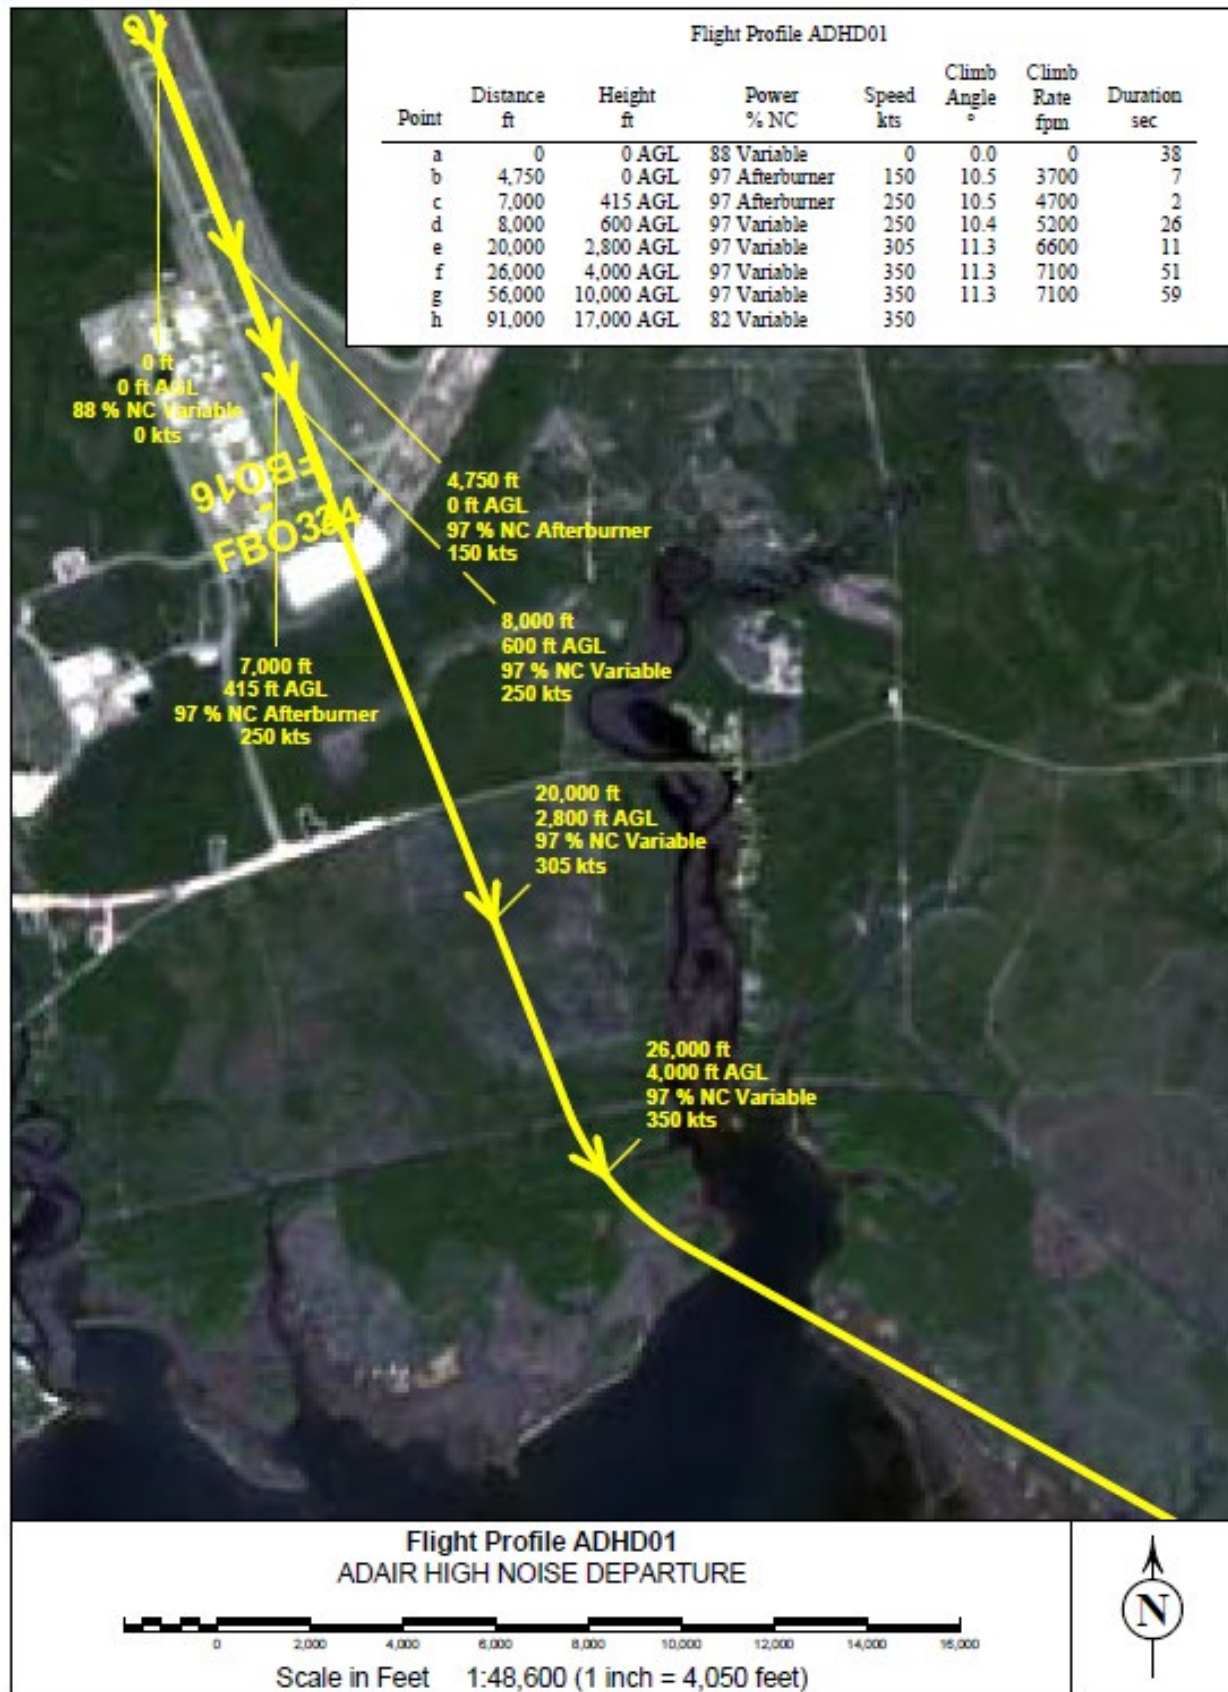 Flight Profile ADHD01
Point Distance ft Height ft Power % NC Speed kts Climb Angle ° Climb Rate fpm Duration sec
a 0 0 AGL 88 Variable 0 0.0 0 38
b 4,750 0 AGL 97 Afterburner 150 10.5 3700 7
c 7,000 415 AGL 97 Afterburner 250 10.5 4700 2
d 8,000 600 AGL 97 Variable 250 10.4 5200 26
e 20,000 2,800 AGL 97 Variable 305 11.3 6600 11
f 26,000 4,000 AGL 97 Variable 350 11.3 7100 51
g 56,000 10,000 AGL 97 Variable 350 11.3 7100 59
h 91,000 17,000 AGL 82 Variable 350
0 ft
0 ft AGL
88 % NC Variable
0 kts
FBO16
-
FBO334
4,750 ft
0 ft AGL
97 % NC Afterburner
150 kts
8,000 ft
600 ft AGL
97 % NC Variable
250 kts
7,000 ft
415 ft AGL
97 % NC Afterburner
250 kts
20,000 ft
2,800 ft AGL
97 % NC Variable
305 kts
26,000 ft
4,000 ft AGL
97 % NC Variable
350 kts
Flight Profile ADHD01
ADAIR HIGH NOISE DEPARTURE
0 2,000 4,000 6,000 8,000 10,000 12,000 14,000 16,000
Scale in Feet 1:48,600 (1 inch = 4,050 feet)
N